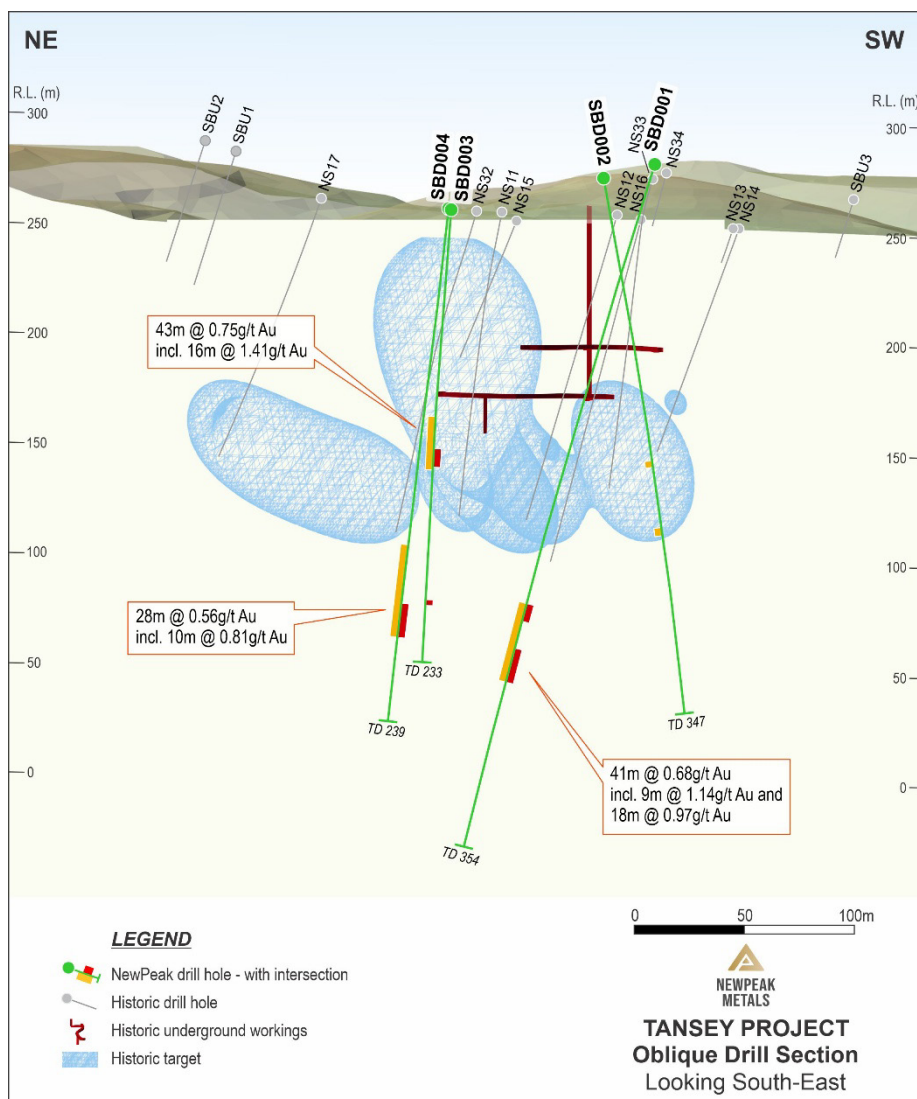 NE
SW
R.L. (m)
R.L. (m)
300
250
200
150
100
50
0
300
250
200
150
100
50
0
SBU2
SBU1
NS17
SBD004
SBD003
NS32
NS11
NS15
SBD002
NS12
NS33
NS16
SBD001
NS34
NS13
NS14
SBU3
43m @ 0.75g/t Au
incl. 16m @ 1.41g/t Au
28m @ 0.56g/t Au
incl. 10m @ 0.81g/t Au
TD 233
TD 239
TD 347
41m @ 0.68g/t Au
incl. 9m @ 1.14g/t Au and
18m @ 0.97g/t Au
TD 354
LEGEND
NewPeak drill hole - with intersection
Historic drill hole
Historic underground workings
Historic target
0 50 100m
NEWPEAK
METALS
TANSEY PROJECT
Oblique Drill Section
Looking South-East